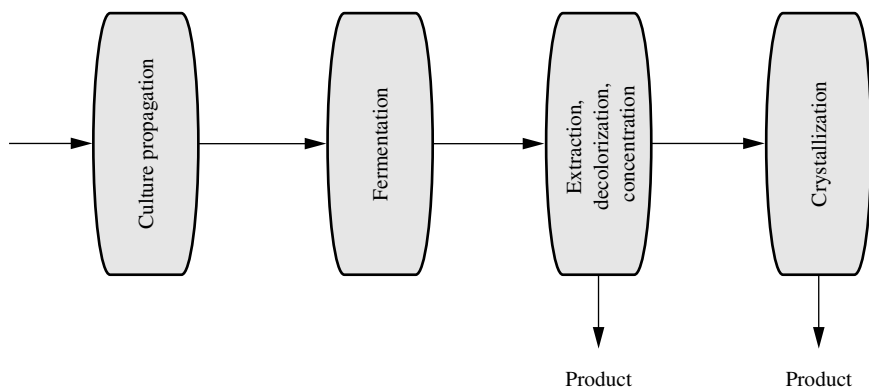 Culture propagation
Fermentation
Extraction,
decolorization,
concentration
Crystallization
Product
Product